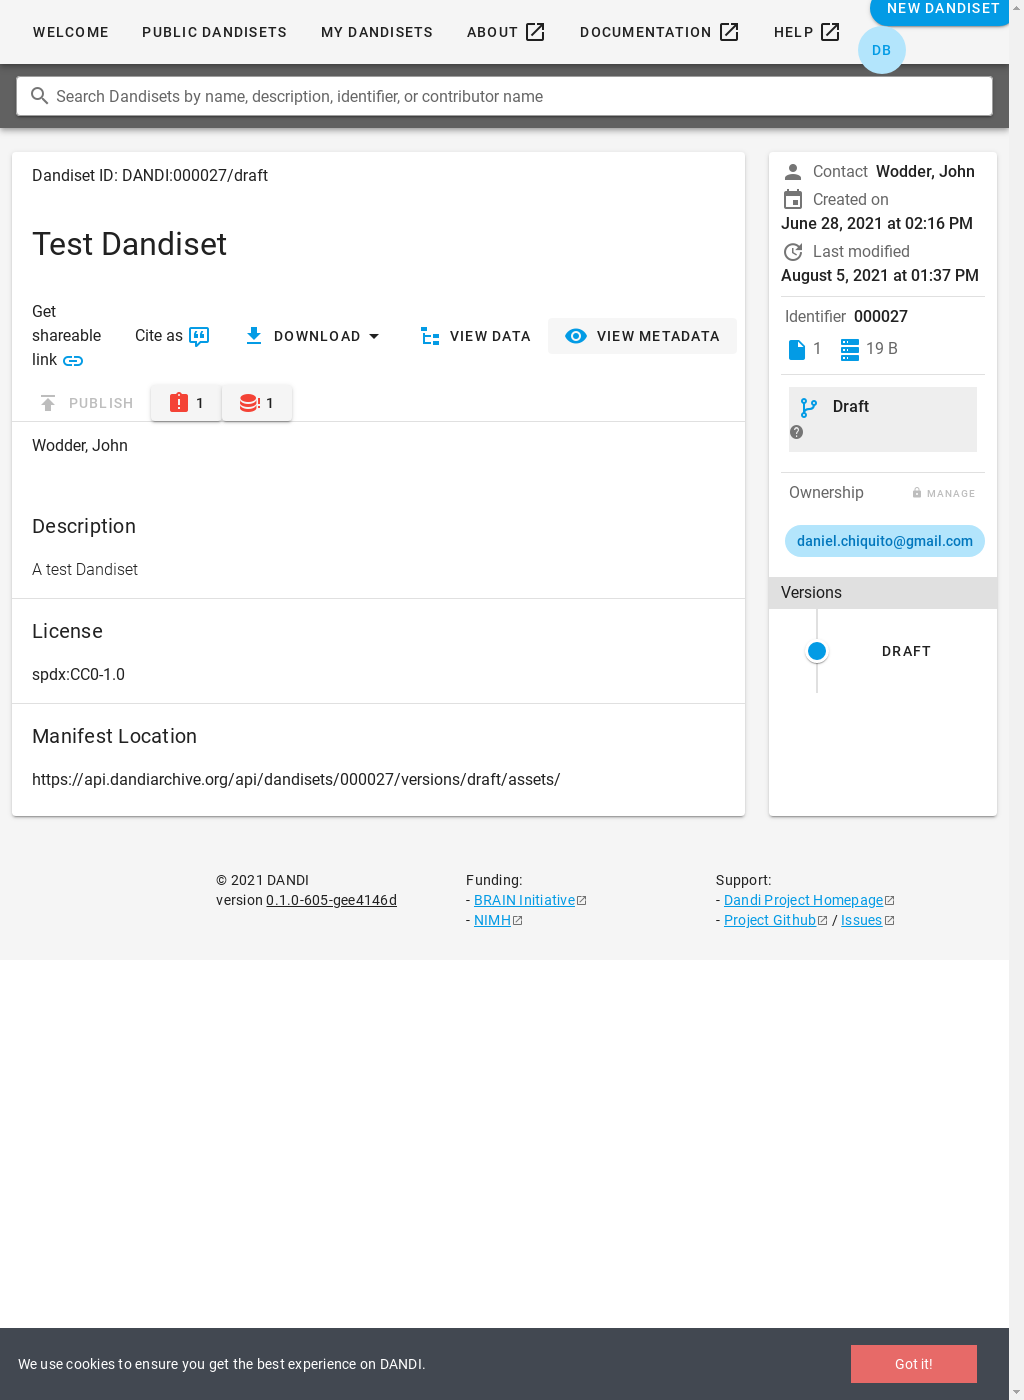 WELCOME
PUBLIC DANDISETS
MY DANDISETS
ABOUT
DOCUMENTATION
HELP
NEW DANDISET
DB
Search Dandisets by name, description, identifier, or contributor name
Dandiset ID: DANDI:000027/draft
Test Dandiset
Get
shareable
link
Cite as
DOWNLOAD
VIEW DATA
VIEW METADATA
PUBLISH
1
1
Wodder, John
Description
A test Dandiset
License
spdx:CC0-1.0
Manifest Location
https://api.dandiarchive.org/api/dandisets/000027/versions/draft/assets/
Contact Wodder, John
Created on
June 28, 2021 at 02:16 PM
Last modified
August 5, 2021 at 01:37 PM
Identifier 000027
1 19 B
Draft
Ownership
MANAGE
daniel.chiquito@gmail.com
Versions
DRAFT
© 2021 DANDI
version 0.1.0-605-gee4146d
Funding:
- BRAIN Initiative
- NIMH
Support:
- Dandi Project Homepage
- Project Github / Issues
We use cookies to ensure you get the best experience on DANDI.
Got it!